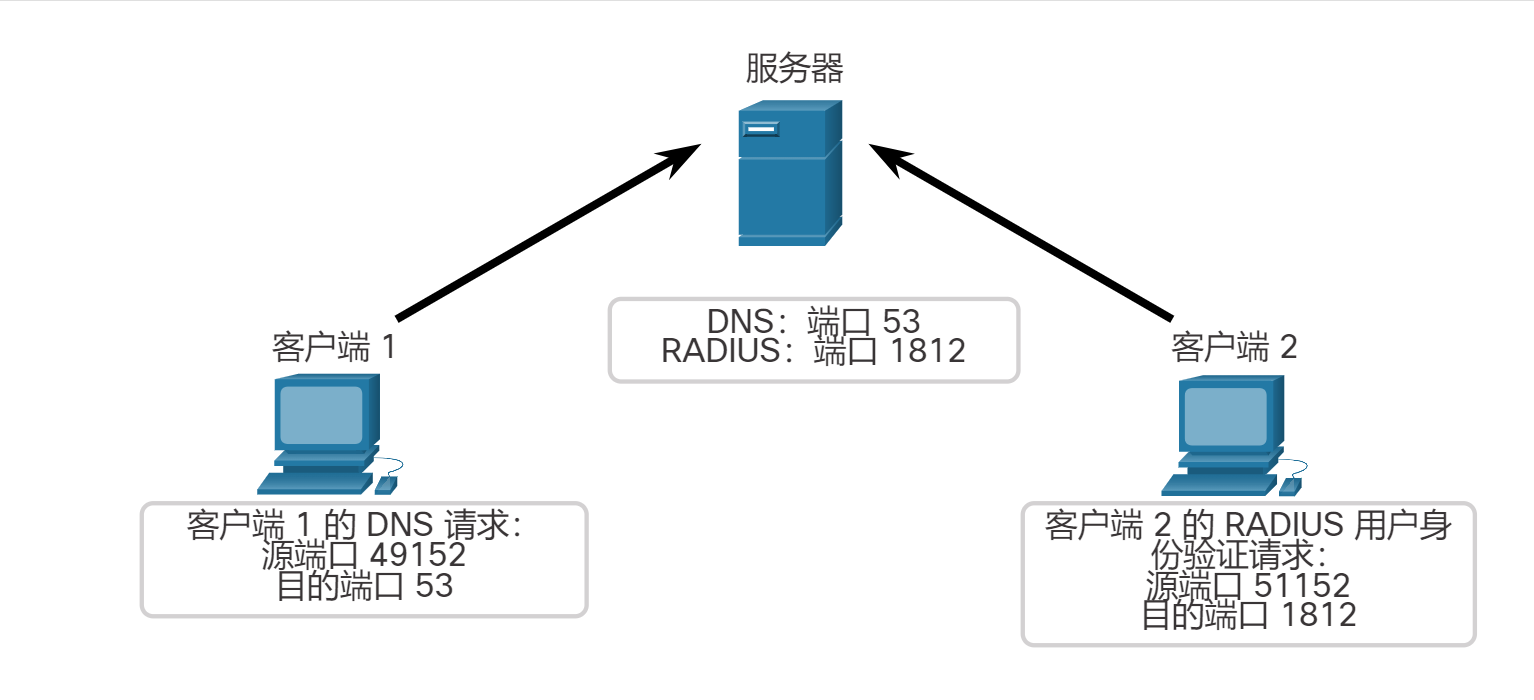 服务器
DNS：端口 53
RADIUS：端口 1812
客户端 1
客户端 2
客户端 1 的 DNS 请求：
源端口 49152
目的端口 53
客户端 2 的 RADIUS 用户身
份验证请求：
源端口 51152
目的端口 1812